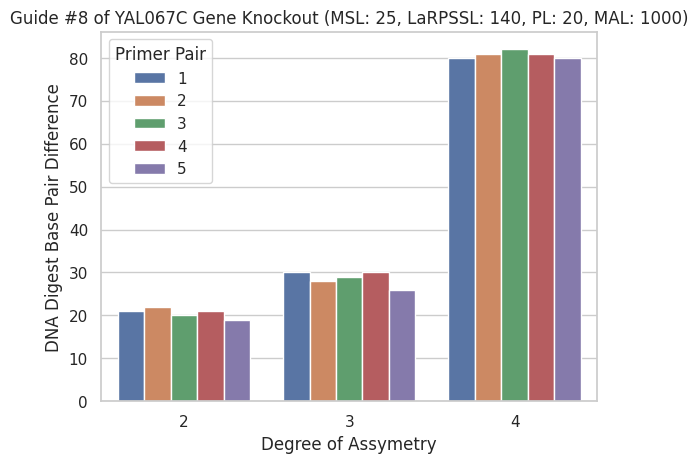 Guide #8 of YAL067C Gene Knockout (MSL: 25, LaRPSSL: 140, PL: 20, MAL: 1000)
Primer Pair
1
2
3
4
5
80
70
60
50
40
30
20
10
0
DNA Digest Base Pair Difference
2 3 4
Degree of Assymetry